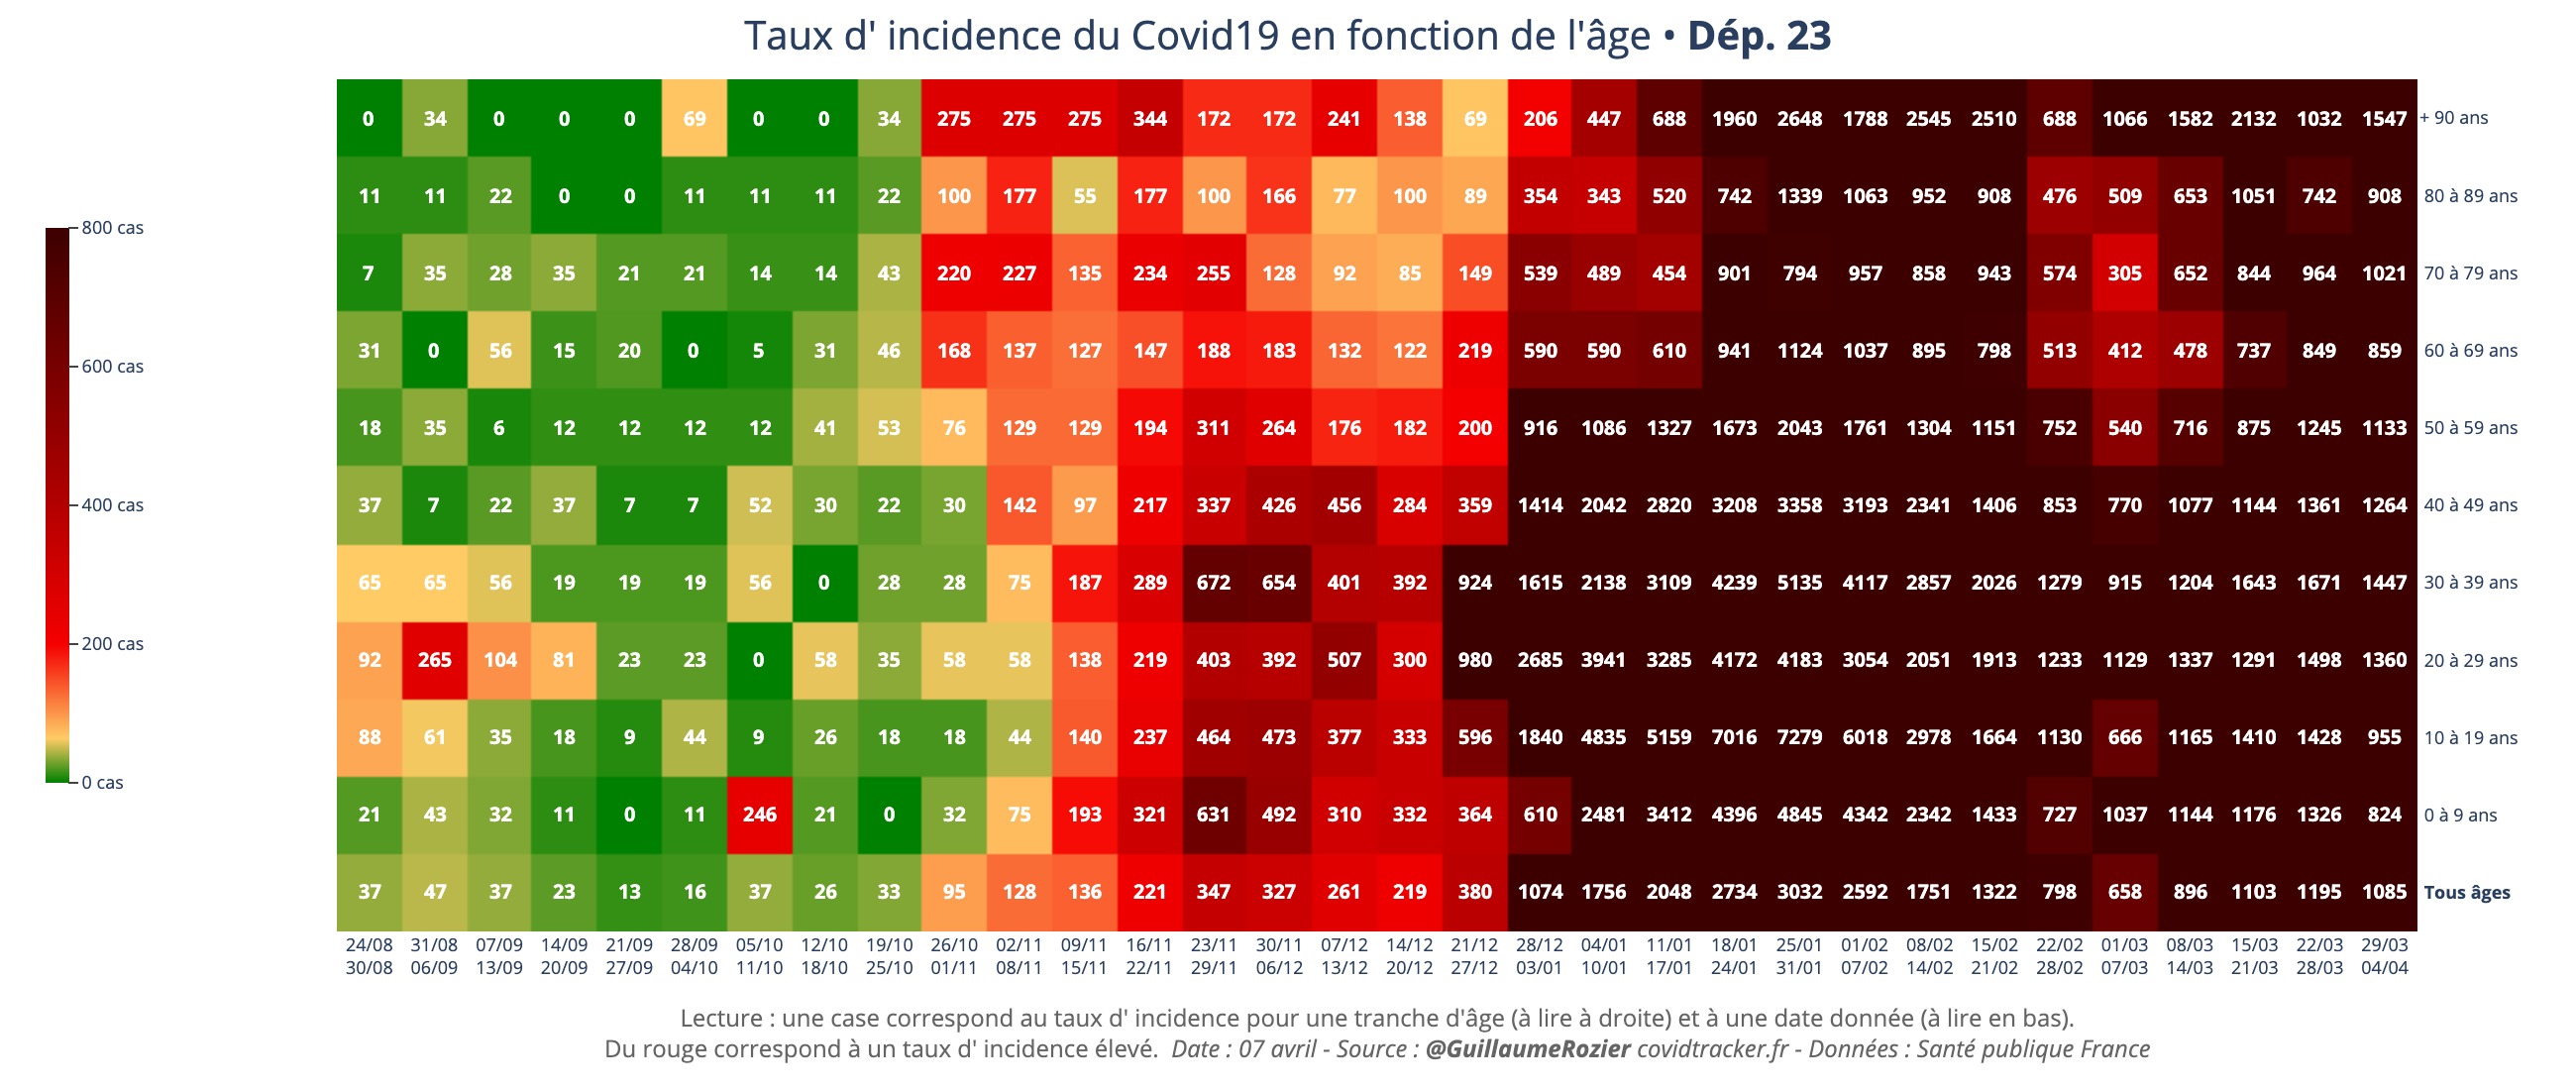 Taux d' incidence du Covid19 en fonction de l'âge • Dép. 23
800 cas
600 cas
400 cas
200 cas
0 cas
0 34 0 0 0 69 0 0 34 275 275 275 344 172 172 241 138 69 206 447 688 1960 2648 1788 2545 2510 688 1066 1582 2132 1032 1547 + 90 ans
11 11 22 0 0 11 11 11 22 100 177 55 177 100 166 77 100 89 354 343 520 742 1339 1063 952 908 476 509 653 1051 742 908 80 à 89 ans
7 35 28 35 21 21 14 14 43 220 227 135 234 255 128 92 85 149 539 489 454 901 794 957 858 943 574 305 652 844 964 1021 70 à 79 ans
31 0 56 15 20 0 5 31 46 168 137 127 147 188 183 132 122 219 590 590 610 941 1124 1037 895 798 513 412 478 737 849 859 60 à 69 ans
18 35 6 12 12 12 12 41 53 76 129 129 194 311 264 176 182 200 916 1086 1327 1673 2043 1761 1304 1151 752 540 716 875 1245 1133 50 à 59 ans
37 7 22 37 7 7 52 30 22 30 142 97 217 337 426 456 284 359 1414 2042 2820 3208 3358 3193 2341 1406 853 770 1077 1144 1361 1264 40 à 49 ans
65 65 56 19 19 19 56 0 28 28 75 187 289 672 654 401 392 924 1615 2138 3109 4239 5135 4117 2857 2026 1279 915 1204 1643 1671 1447 30 à 39 ans
92 265 104 81 23 23 0 58 35 58 58 138 219 403 392 507 300 980 2685 3941 3285 4172 4183 3054 2051 1913 1233 1129 1337 1291 1498 1360 20 à 29 ans
88 61 35 18 9 44 9 26 18 18 44 140 237 464 473 377 333 596 1840 4835 5159 7016 7279 6018 2978 1664 1130 666 1165 1410 1428 955 10 à 19 ans
21 43 32 11 0 11 246 21 0 32 75 193 321 631 492 310 332 364 610 2481 3412 4396 4845 4342 2342 1433 727 1037 1144 1176 1326 824 0 à 9 ans
37 47 37 23 13 16 37 26 33 95 128 136 221 347 327 261 219 380 1074 1756 2048 2734 3032 2592 1751 1322 798 658 896 1103 1195 1085 Tous âges
24/08 31/08 07/09 14/09 21/09 28/09 05/10 12/10 19/10 26/10 02/11 09/11 16/11 23/11 30/11 07/12 14/12 21/12 28/12 04/01 11/01 18/01 25/01 01/02 08/02 15/02 22/02 01/03 08/03 15/03 22/03 29/03
30/08 06/09 13/09 20/09 27/09 04/10 11/10 18/10 25/10 01/11 08/11 15/11 22/11 29/11 06/12 13/12 20/12 27/12 03/01 10/01 17/01 24/01 31/01 07/02 14/02 21/02 28/02 07/03 14/03 21/03 28/03 04/04
Lecture : une case correspond au taux d' incidence pour une tranche d'âge (à lire à droite) et à une date donnée (à lire en bas).
Du rouge correspond à un taux d' incidence élevé. Date : 07 avril - Source : @GuillaumeRozier covidtracker.fr - Données : Santé publique France